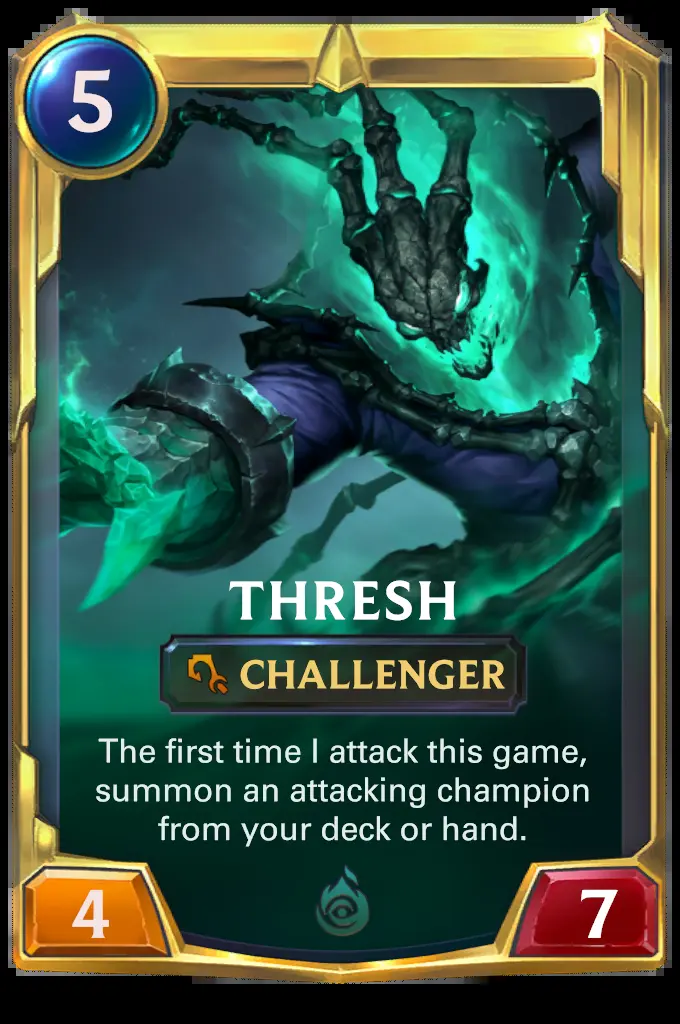 5
THRESH
CHALLENGER
The first time I attack this game,
summon an attacking champion
from your deck or hand.
4
7